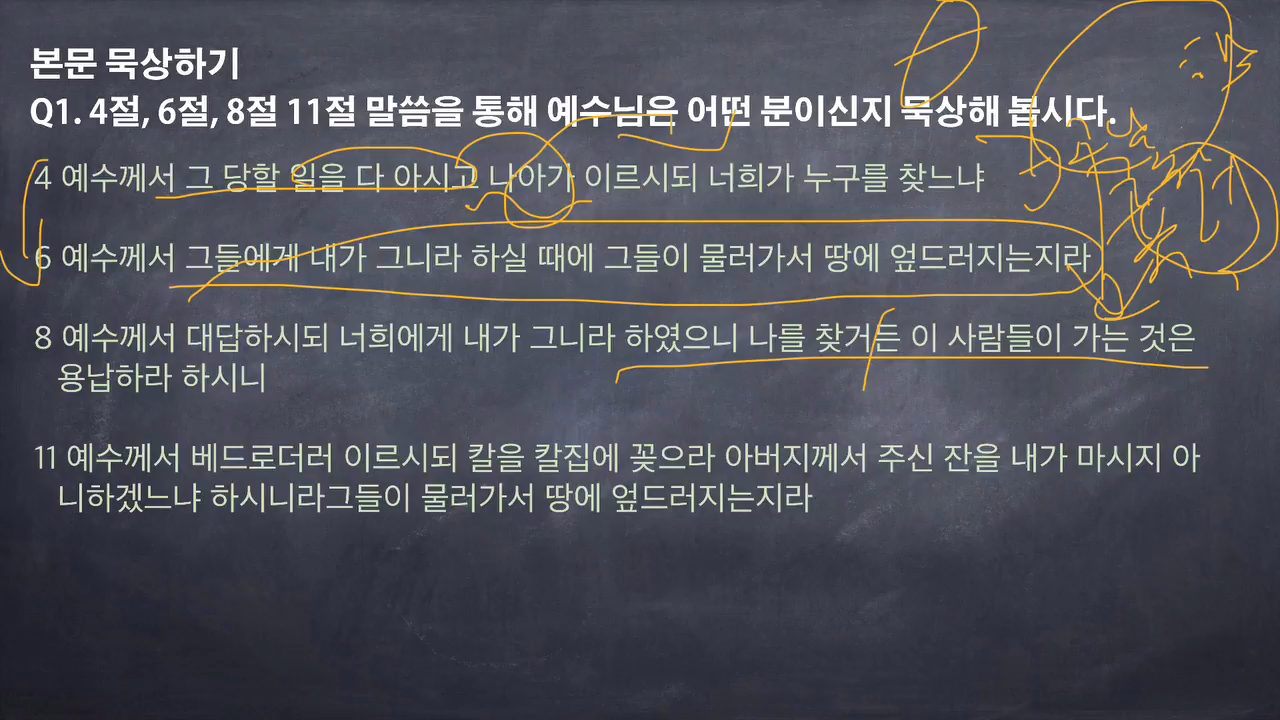 본문 묵상하기
Q1. 4절, 6절, 8절 11절 말씀을 통해 예수님은 어떤 분이신지 묵상해 봅시다.
4 예수께서 그 당할 일을 다 아시고 나아가 이르시되 너희가 누구를 찾느냐
6 예수께서 그들에게 내가 그니라 하실 때에 그들이 물러가서 땅에 엎드러지는지라
8 예수께서 대답하시되 너희에게 내가 그니라 하였으니 나를 찾거든 이 사람들이 가는 것은
용납하라 하시니
11 예수께서 베드로더러 이르시되 칼을 칼집에 꽂으라 아버지께서 주신 잔을 내가 마시지 아
니하겠느냐 하시니라그들이 물러가서 땅에 엎드러지는지라